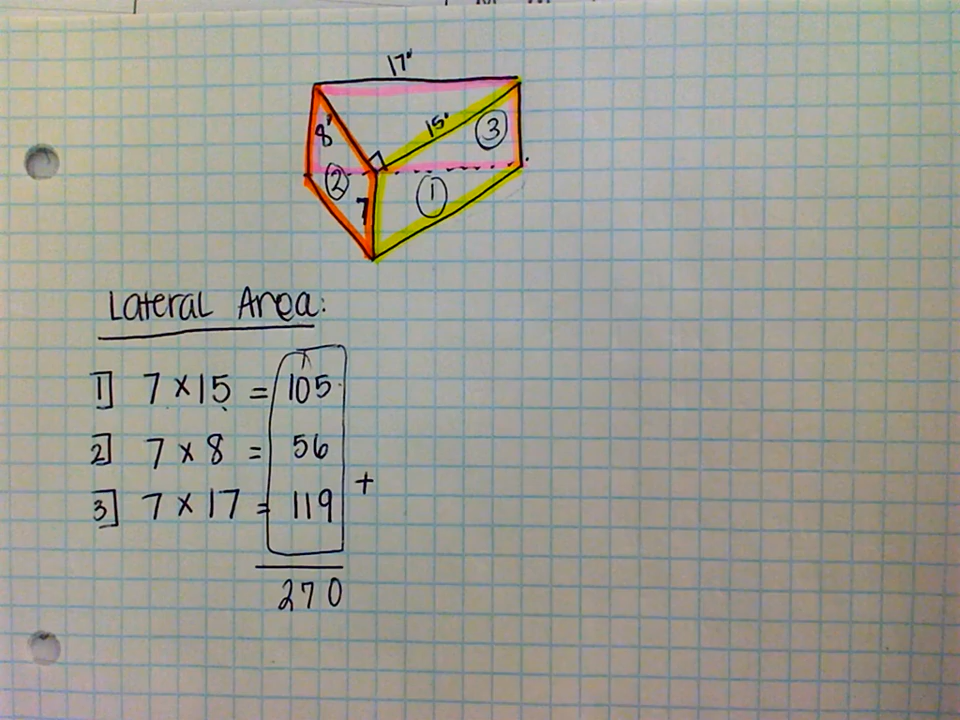 17'
8'
15'
3
2
1
7
Lateral Area:
1] 7 × 15 = 105
2] 7 × 8 = 56
3] 7 × 17 = 119
+
270